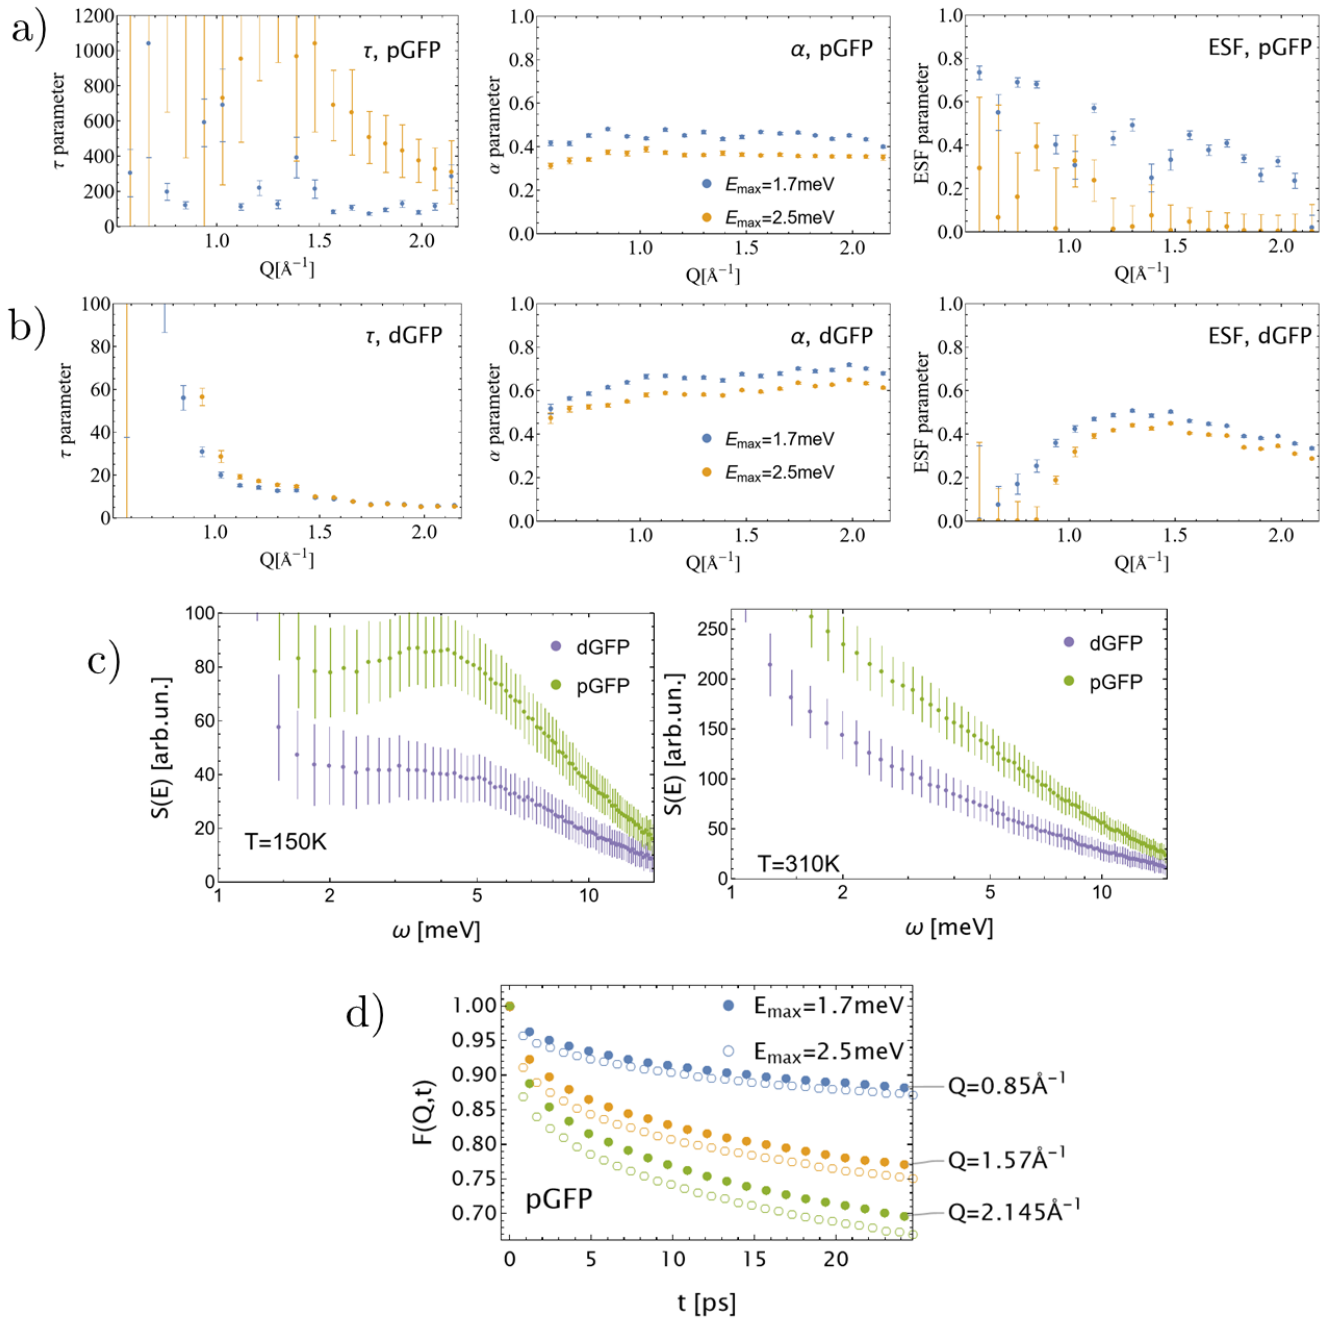 a)
τ, pGFP
τ parameter
1200
1000
800
600
400
200
0
1.0 1.5 2.0
Q[Å⁻¹]
α, pGFP
α parameter
1.0
0.8
0.6
0.4
0.2
0.0
Eₘₐₓ=1.7meV
Eₘₐₓ=2.5meV
1.0 1.5 2.0
Q[Å⁻¹]
ESF, pGFP
ESF parameter
1.0
0.8
0.6
0.4
0.2
0.0
1.0 1.5 2.0
Q[Å⁻¹]
b)
τ, dGFP
τ parameter
100
80
60
40
20
0
1.0 1.5 2.0
Q[Å⁻¹]
α, dGFP
α parameter
1.0
0.8
0.6
0.4
0.2
0.0
Eₘₐₓ=1.7meV
Eₘₐₓ=2.5meV
1.0 1.5 2.0
Q[Å⁻¹]
ESF, dGFP
ESF parameter
1.0
0.8
0.6
0.4
0.2
0.0
1.0 1.5 2.0
Q[Å⁻¹]
c)
S(E) [arb.un.]
100
80
60
40
20
0
dGFP
pGFP
T=150K
1 2 5 10
ω [meV]
S(E) [arb.un.]
250
200
150
100
50
0
dGFP
pGFP
T=310K
1 2 5 10
ω [meV]
d)
F(Q,t)
1.00
0.95
0.90
0.85
0.80
0.75
0.70
Eₘₐₓ=1.7meV
Eₘₐₓ=2.5meV
Q=0.85Å⁻¹
Q=1.57Å⁻¹
Q=2.145Å⁻¹
pGFP
0 5 10 15 20
t [ps]